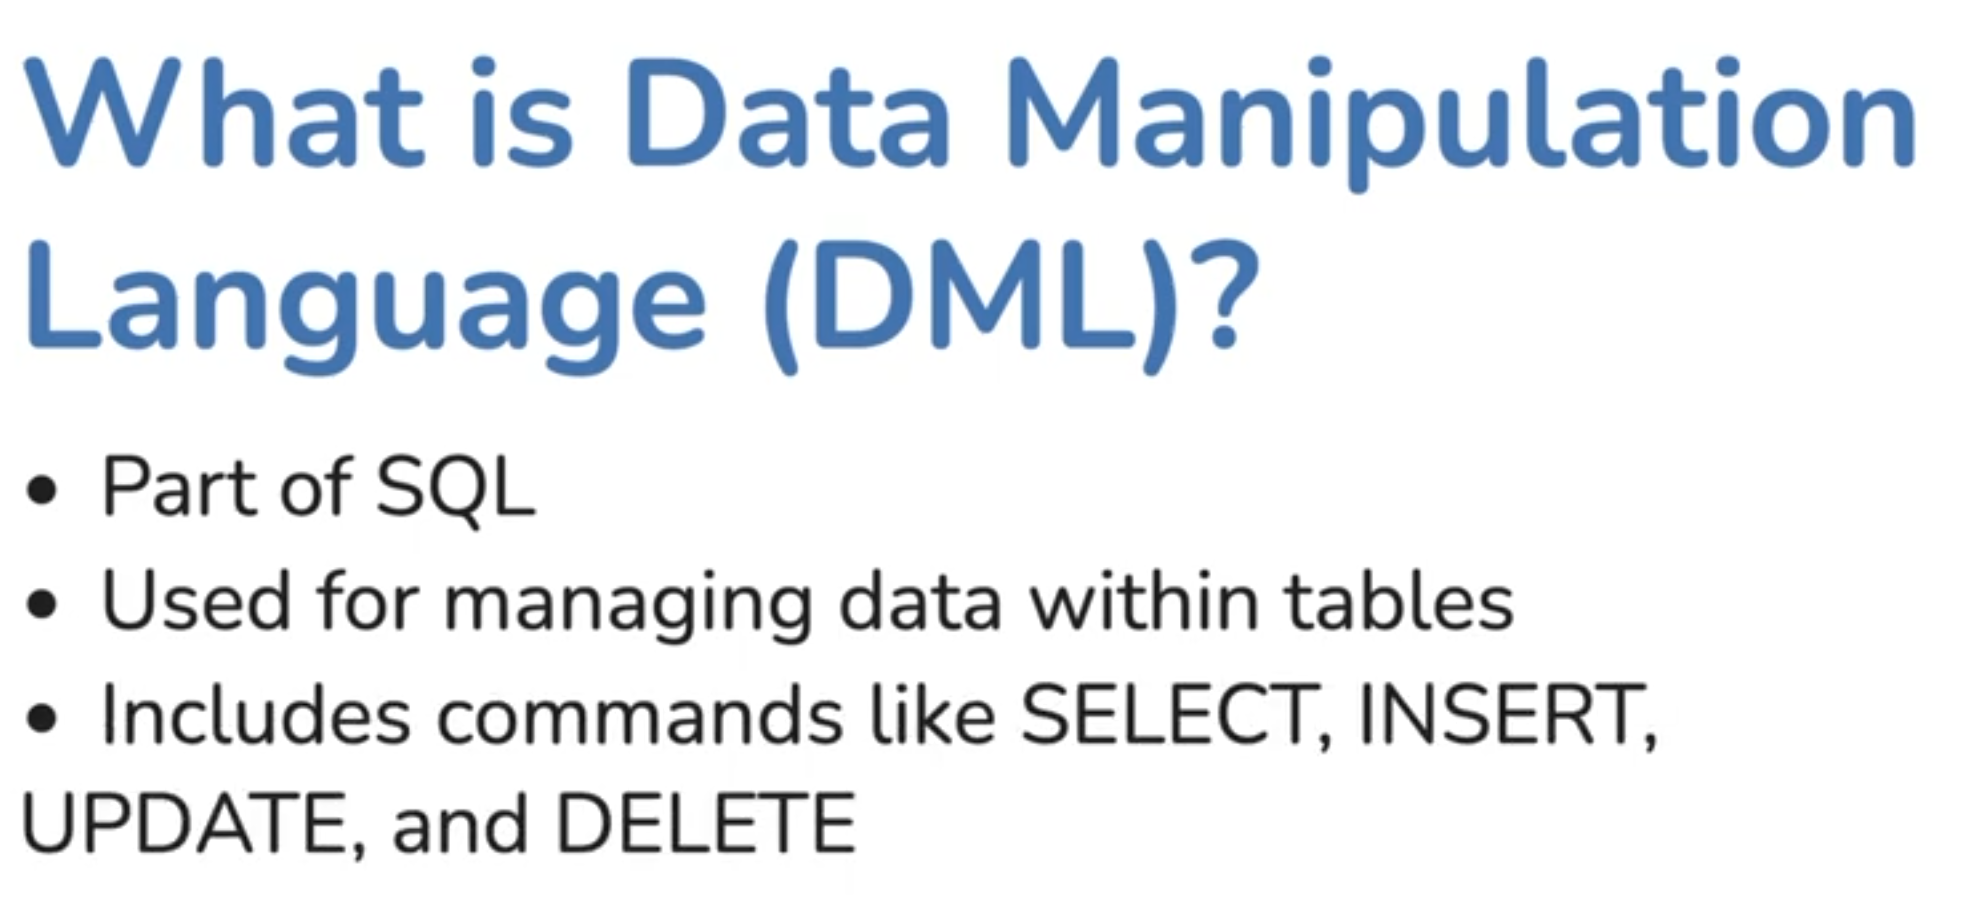 What is Data Manipulation
Language (DML)?
• Part of SQL
• Used for managing data within tables
• Includes commands like SELECT, INSERT,
UPDATE, and DELETE